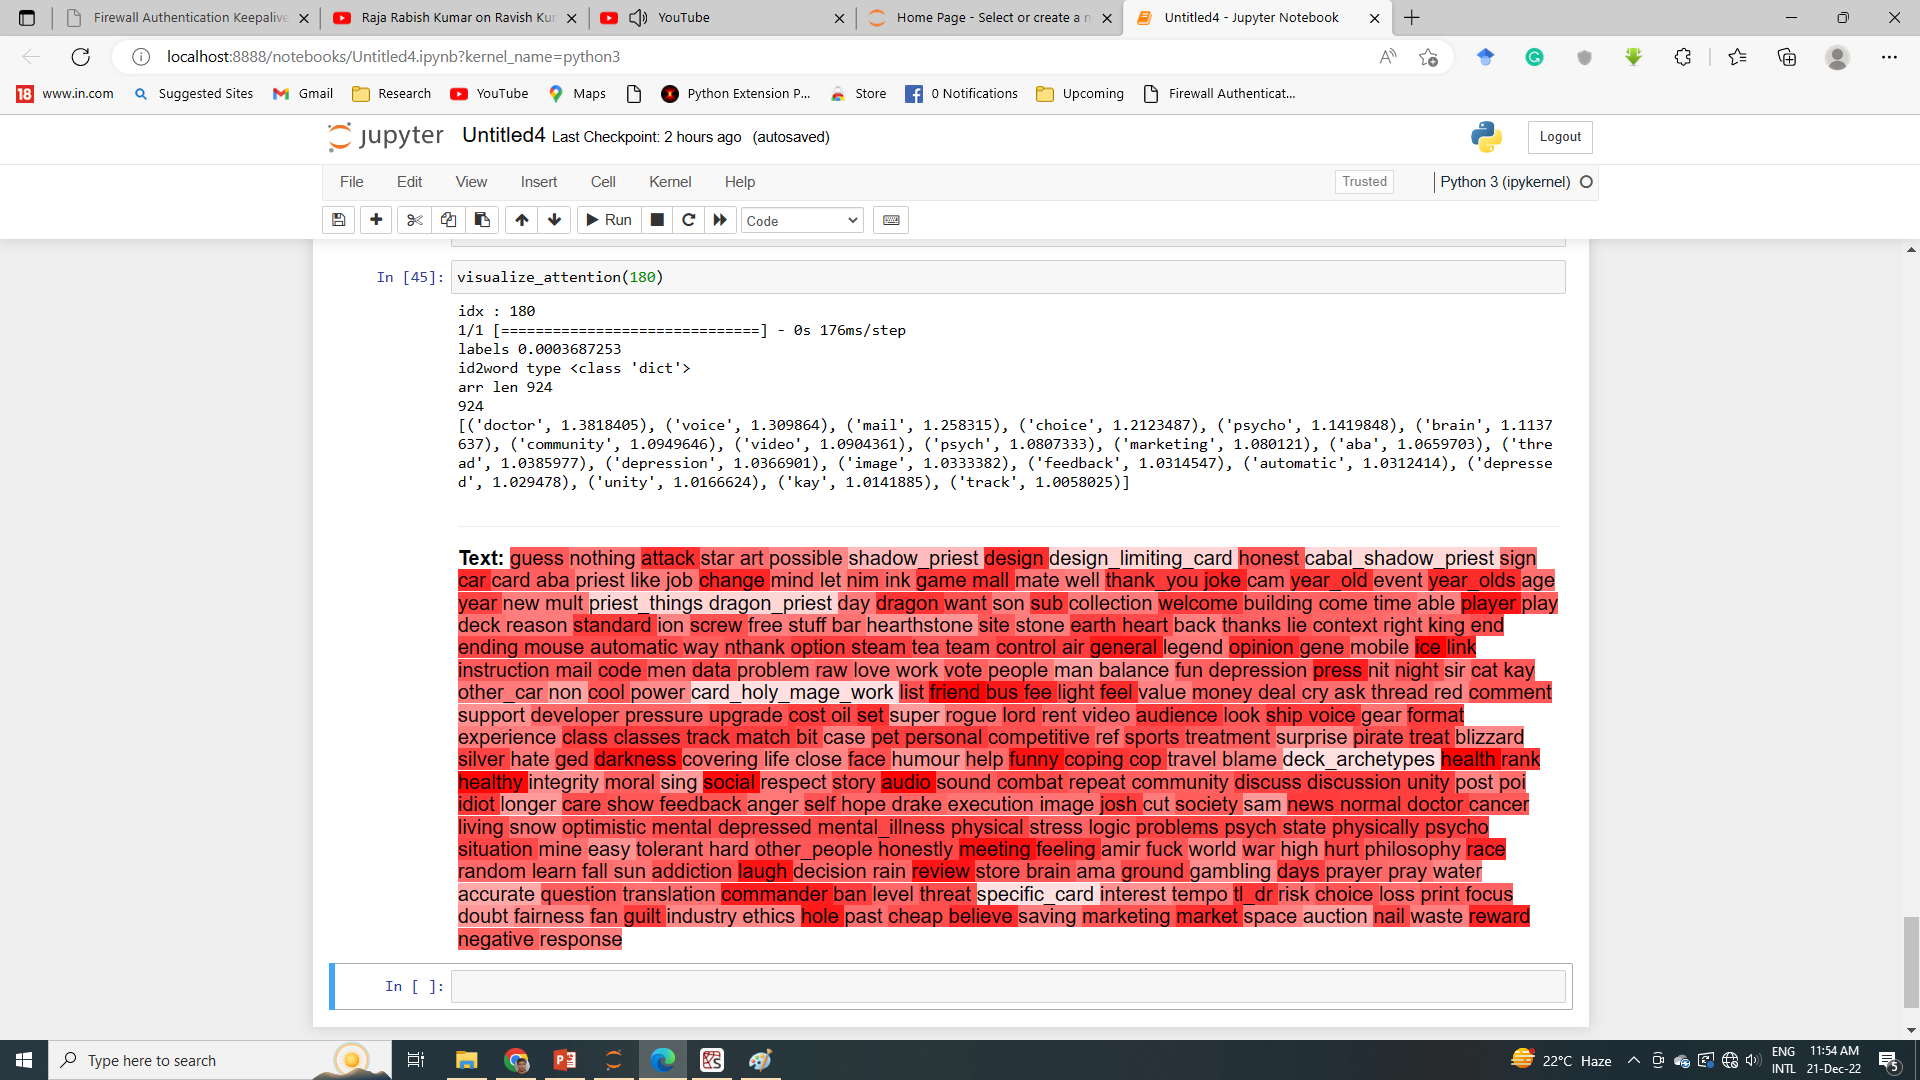 Firewall Authentication Keepalive
Raja Rabish Kumar on Ravish Ku
YouTube
Home Page - Select or create a n
Untitled4 - Jupyter Notebook
localhost:8888/notebooks/Untitled4.ipynb?kernel_name=python3
18 www.in.com
Suggested Sites
Gmail
Research
YouTube
Maps
Python Extension P...
Store
0 Notifications
Upcoming
Firewall Authenticat...
jupyter Untitled4 Last Checkpoint: 2 hours ago (autosaved)
Logout
File Edit View Insert Cell Kernel Help
Trusted
Python 3 (ipykernel)
Run
Code
In [45]: visualize_attention(180)
idx : 180
1/1 [==============================] - 0s 176ms/step
labels 0.0003687253
id2word type <class 'dict'>
arr len 924
924
[('doctor', 1.3818405), ('voice', 1.309864), ('mail', 1.258315), ('choice', 1.2123487), ('psycho', 1.1419848), ('brain', 1.1137
637), ('community', 1.0949646), ('video', 1.0904361), ('psych', 1.0807333), ('marketing', 1.080121), ('aba', 1.0659703), ('thre
ad', 1.0385977), ('depression', 1.0366901), ('image', 1.0333382), ('feedback', 1.0314547), ('automatic', 1.0312414), ('depresse
d', 1.029478), ('unity', 1.0166624), ('kay', 1.0141885), ('track', 1.0058025)]
Text: guess nothing attack star art possible shadow_priest design design_limiting_card honest cabal_shadow_priest sign
car card aba priest like job change mind let nim ink game mall mate well thank_you joke cam year_old event year_olds age
year new mult priest_things dragon_priest day dragon want son sub collection welcome building come time able player play
deck reason standard ion screw free stuff bar hearthstone site stone earth heart back thanks lie context right king end
ending mouse automatic way nthank option steam tea team control air general legend opinion gene mobile ice link
instruction mail code men data problem raw love work vote people man balance fun depression press nit night sir cat kay
other_car non cool power card_holy_mage_work list friend bus fee light feel value money deal cry ask thread red comment
support developer pressure upgrade cost oil set super rogue lord rent video audience look ship voice gear format
experience class classes track match bit case pet personal competitive ref sports treatment surprise pirate treat blizzard
silver hate ged darkness covering life close face humour help funny coping cop travel blame deck_archetypes health rank
healthy integrity moral sing social respect story audio sound combat repeat community discuss discussion unity post poi
idiot longer care show feedback anger self hope drake execution image josh cut society sam news normal doctor cancer
living snow optimistic mental depressed mental_illness physical stress logic problems psych state physically psycho
situation mine easy tolerant hard other_people honestly meeting feeling amir fuck world war high hurt philosophy race
random learn fall sun addiction laugh decision rain review store brain ama ground gambling days prayer pray water
accurate question translation commander ban level threat specific_card interest tempo tl_dr risk choice loss print focus
doubt fairness fan guilt industry ethics hole past cheap believe saving marketing market space auction nail waste reward
negative response
In [ ]:
Type here to search
22°C Haze
ENG
INTL
11:54 AM
21-Dec-22
5